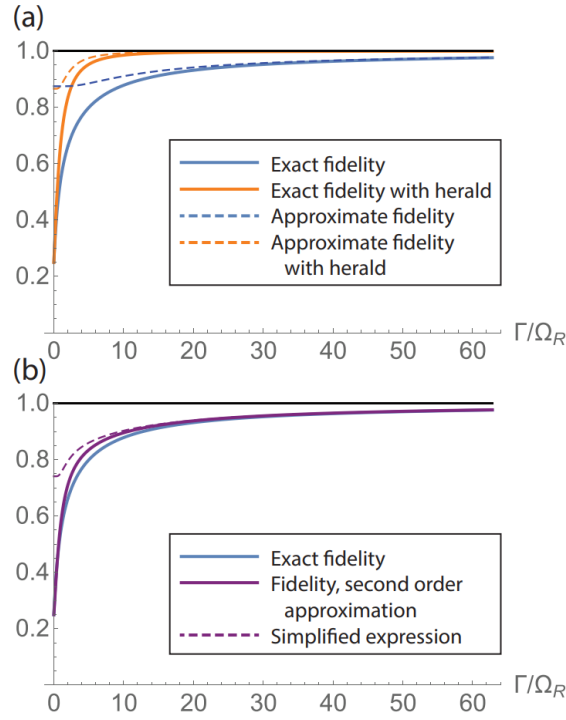 (a)
1.0
0.8
0.6
0.4
0.2
Exact fidelity
Exact fidelity with herald
Approximate fidelity
Approximate fidelity
with herald
0 10 20 30 40 50 60
Γ/Ω_R
(b)
1.0
0.8
0.6
0.4
0.2
Exact fidelity
Fidelity, second order
approximation
Simplified expression
0 10 20 30 40 50 60
Γ/Ω_R